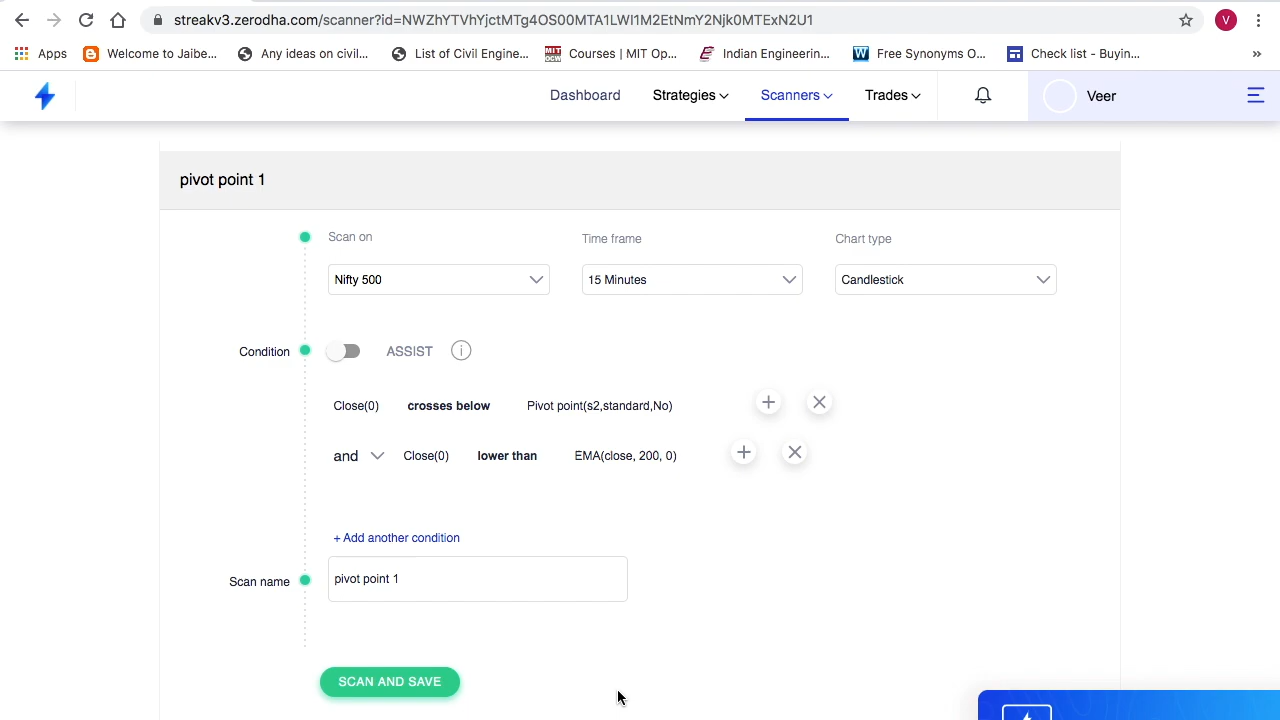 streakv3.zerodha.com/scanner?id=NWZhYTVhYjctMTg4OS00MTA1LWI1M2EtNmY2Njk0MTExN2U1
V
Apps Welcome to Jaibe... Any ideas on civil... List of Civil Engine... MIT OCW Courses | MIT Op... Indian Engineerin... W Free Synonyms O... Check list - Buyin... »
Dashboard Strategies Scanners Trades Veer
pivot point 1
Scan on Time frame Chart type
Nifty 500 15 Minutes Candlestick
Condition ASSIST i
Close(0) crosses below Pivot point(s2,standard,No)
and Close(0) lower than EMA(close, 200, 0)
+ Add another condition
Scan name pivot point 1
SCAN AND SAVE